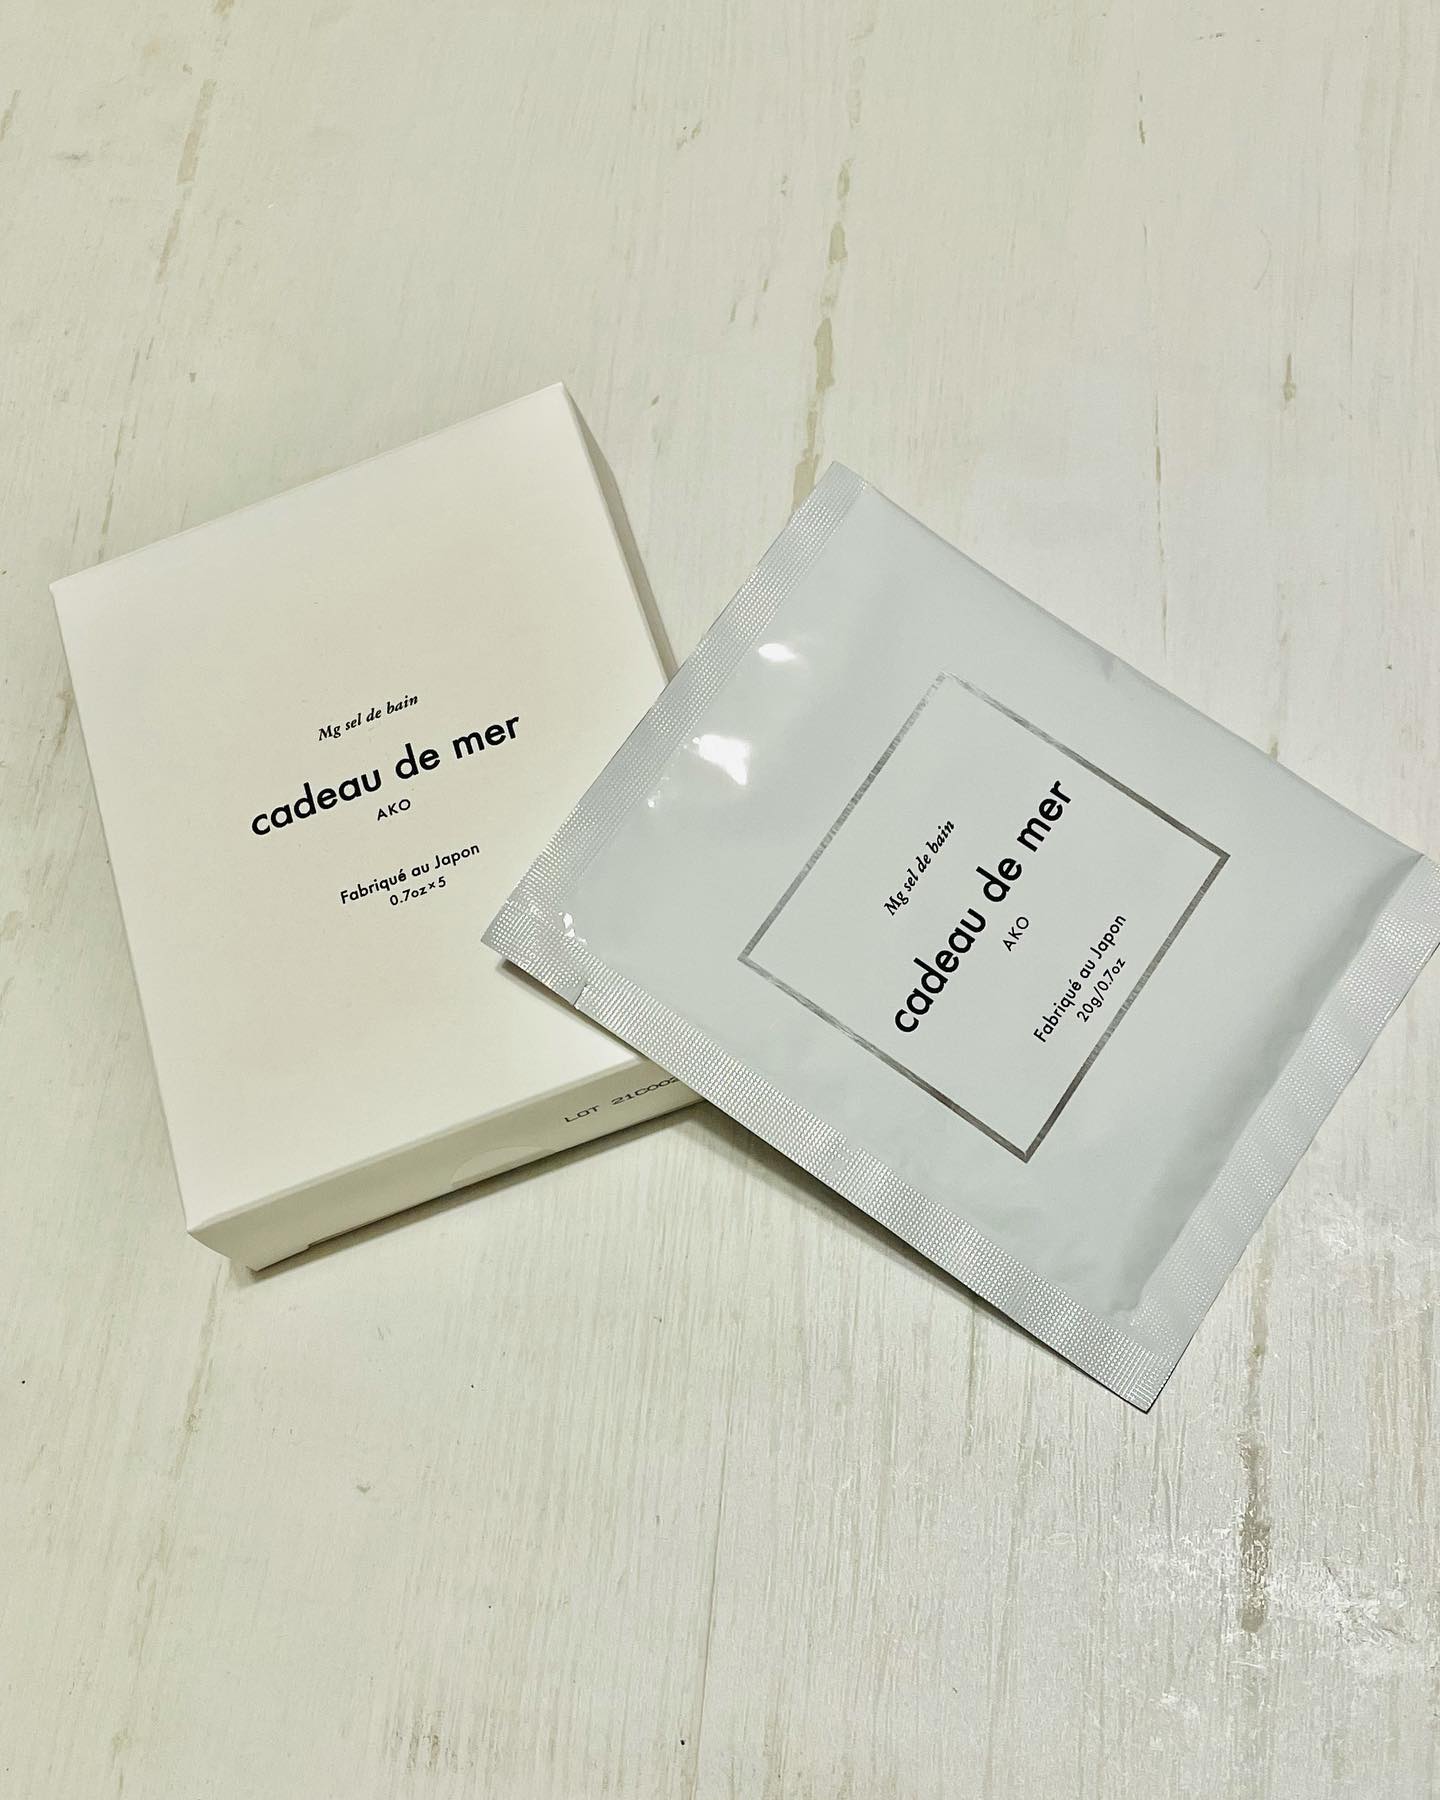 Mg sel de bain
cadeau de mer
AKO
Fabriqué au Japon
0.7oz×5
LOT 21C002
Mg sel de bain
cadeau de mer
AKO
Fabriqué au Japon
20g/0.7oz